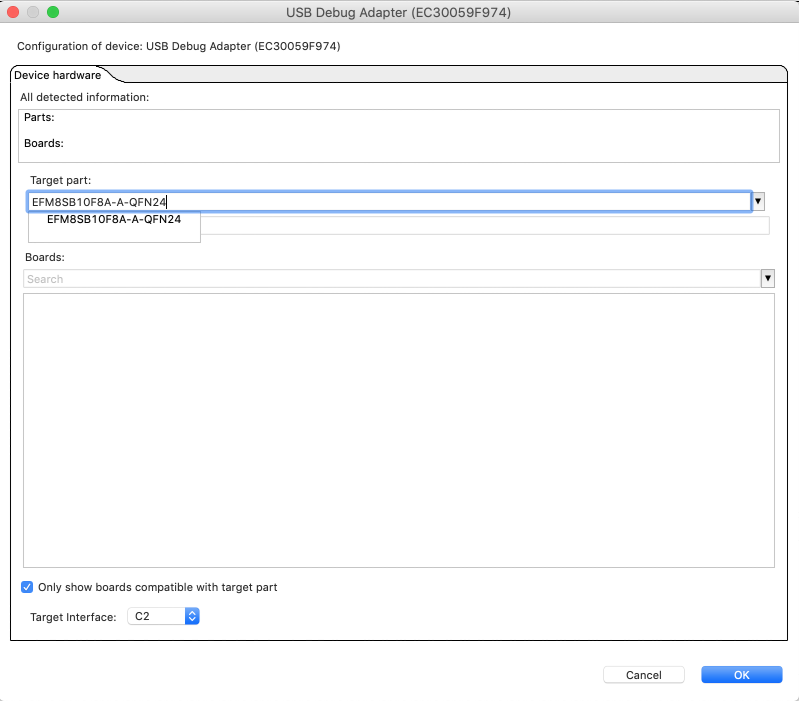 USB Debug Adapter (EC30059F974)
Configuration of device: USB Debug Adapter (EC30059F974)
Device hardware
All detected information:
Parts:
Boards:
Target part:
EFM8SB10F8A-A-QFN24
EFM8SB10F8A-A-QFN24
Boards:
Search
Only show boards compatible with target part
Target Interface: C2
Cancel OK